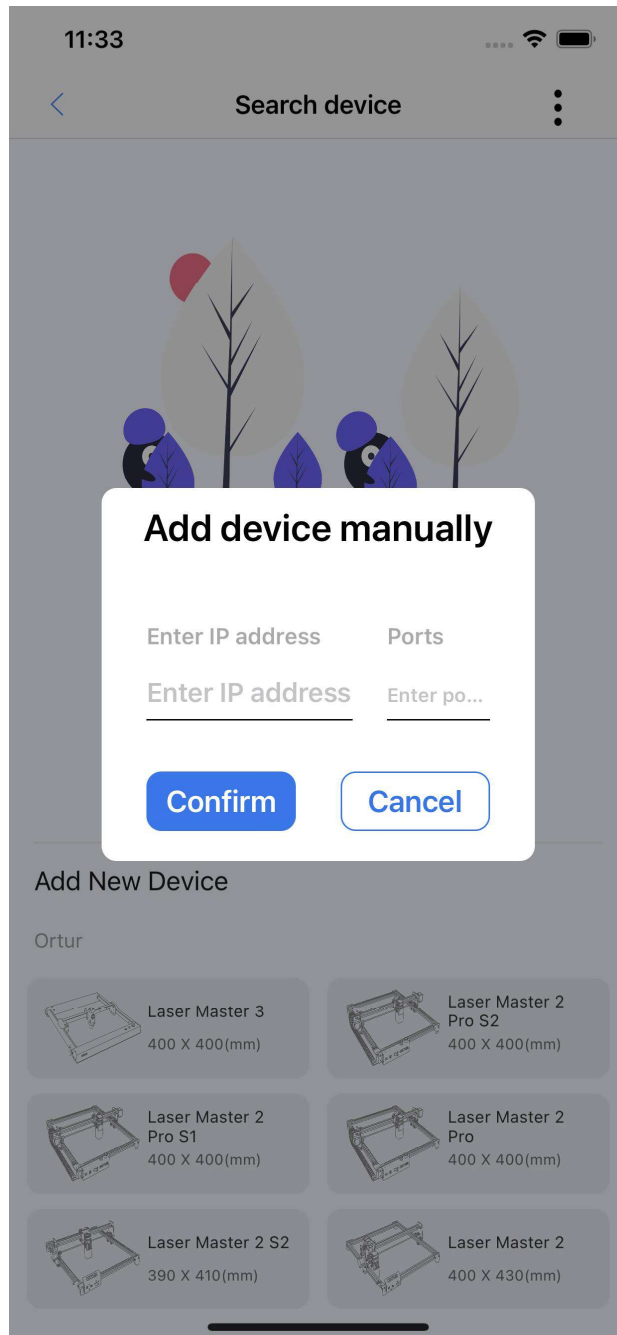 11:33
Search device
Add device manually
Enter IP address
Ports
Enter IP address
Enter po...
Confirm
Cancel
Add New Device
Ortur
Laser Master 3
400 X 400(mm)
Laser Master 2
Pro S2
400 X 400(mm)
Laser Master 2
Pro S1
400 X 400(mm)
Laser Master 2
Pro
400 X 400(mm)
Laser Master 2 S2
390 X 410(mm)
Laser Master 2
400 X 430(mm)